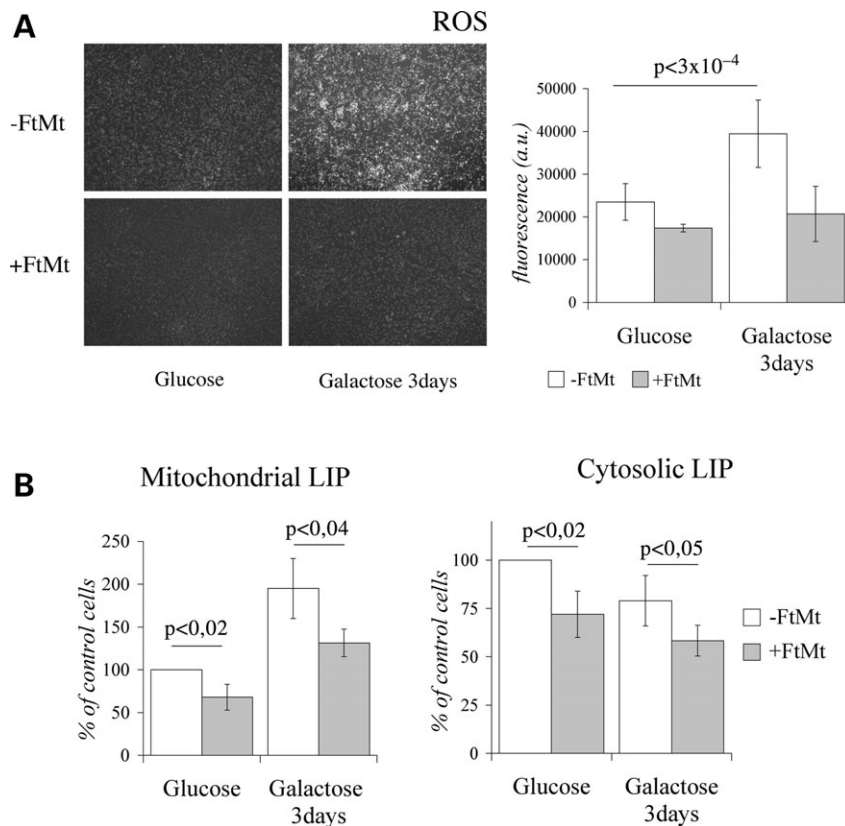 A
ROS
-FtMt
+FtMt
Glucose
Galactose 3days
p<3x10⁻⁴
fluorescence (a.u.)
50000
40000
30000
20000
10000
0
Glucose
Galactose
3days
-FtMt
+FtMt
B
Mitochondrial LIP
% of control cells
250
200
150
100
50
0
p<0,02
p<0,04
Glucose
Galactose
3days
Cytosolic LIP
% of control cells
100
75
50
25
0
p<0,02
p<0,05
Glucose
Galactose
3days
-FtMt
+FtMt